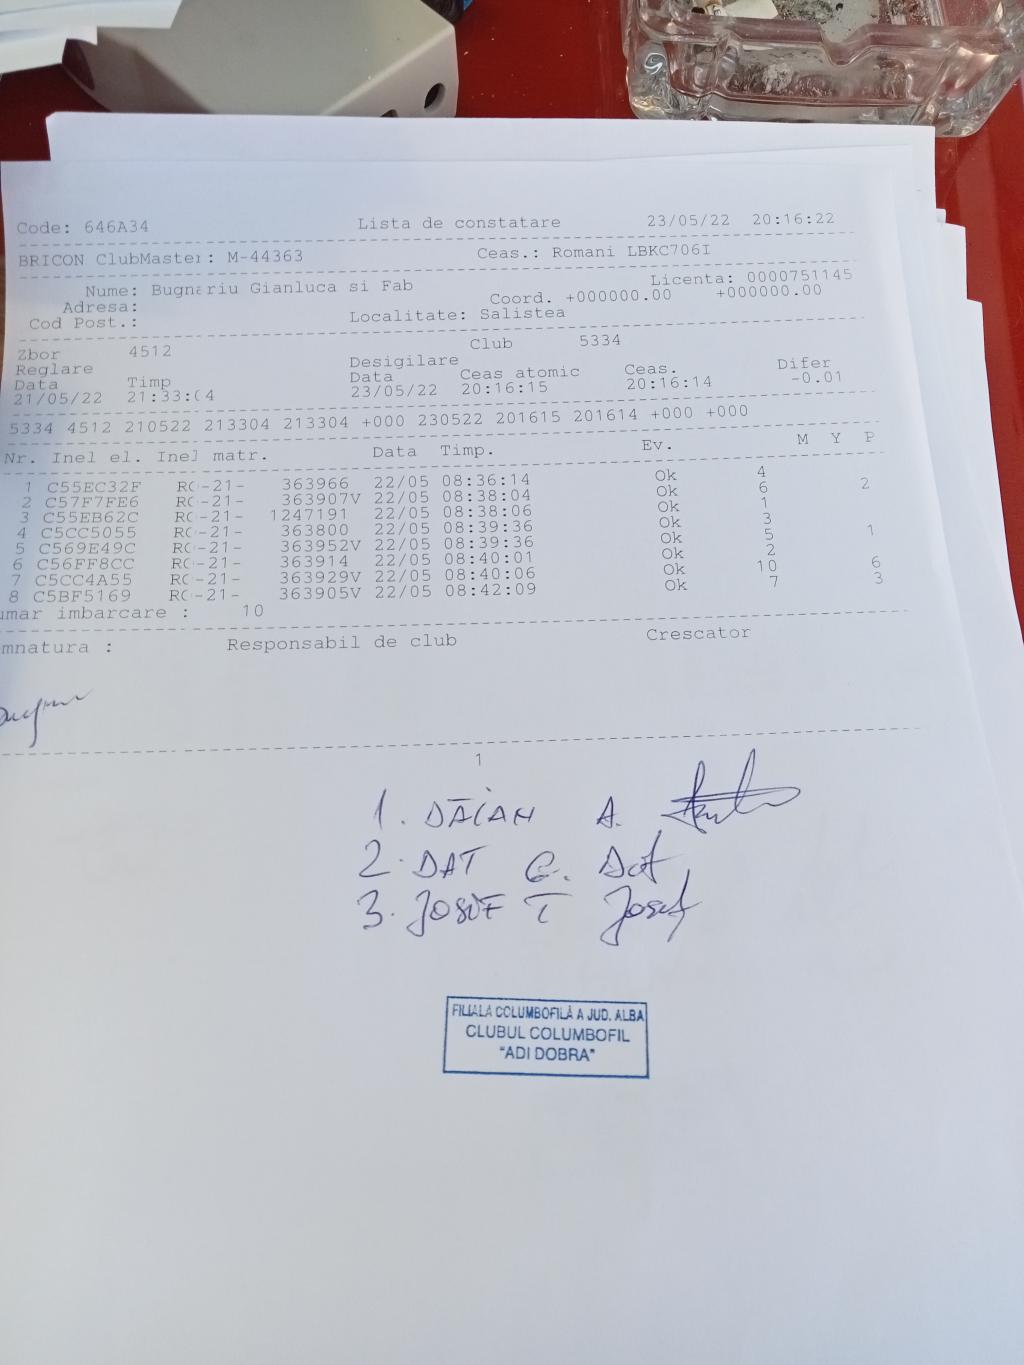 Code: 646A34 Lista de constatare 23/05/22 20:16:22
BRICON ClubMaster: M-44363 Ceas.: Romani LBKC706I
Nume: Bugnariu Gianluca si Fab Licenta: 0000751145
Adresa: Coord. +000000.00 +000000.00
Cod Post.: Localitate: Salistea
Zbor 4512 Club 5334
Reglare Desigilare
Data Timp Data Ceas atomic Ceas. Difer
21/05/22 21:33:04 23/05/22 20:16:15 20:16:14 -0.01
5334 4512 210522 213304 213304 +000 230522 201615 201614 +000 +000
Nr. Inel el. Inel matr. Data Timp. Ev. M Y P
1 C55EC32F RO-21- 363966 22/05 08:36:14 Ok 4
2 C57F7FE6 RO-21- 363907V 22/05 08:38:04 Ok 6 2
3 C55EB62C RO-21- 1247191 22/05 08:38:06 Ok 1
4 C5CC5055 RO-21- 363800 22/05 08:39:36 Ok 3
5 C569E49C RO-21- 363952V 22/05 08:39:36 Ok 5 1
6 C56FF8CC RO-21- 363914 22/05 08:40:01 Ok 2
7 C5CC4A55 RO-21- 363929V 22/05 08:40:06 Ok 10 6
8 C5BF5169 RO-21- 363905V 22/05 08:42:09 Ok 7 3
umar imbarcare : 10
mnatura : Responsabil de club Crescator
1
1. DĂIAN A.
2. DAT G. Dat
3. JOSIF T Josif
FILIALA COLUMBOFILĂ A JUD. ALBA
CLUBUL COLUMBOFIL
"ADI DOBRA"